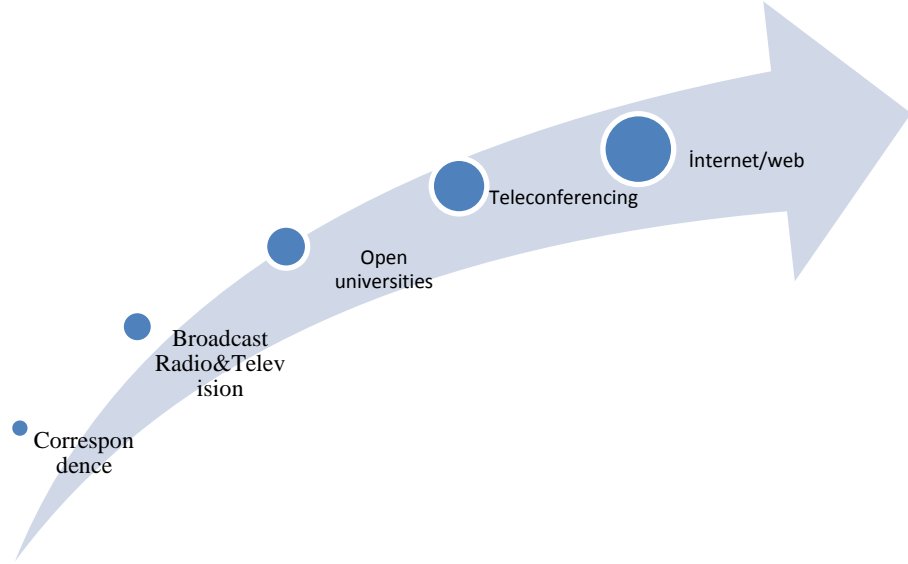 Correspon
dence
Broadcast
Radio&Telev
ision
Open
universities
Teleconferencing
İnternet/web